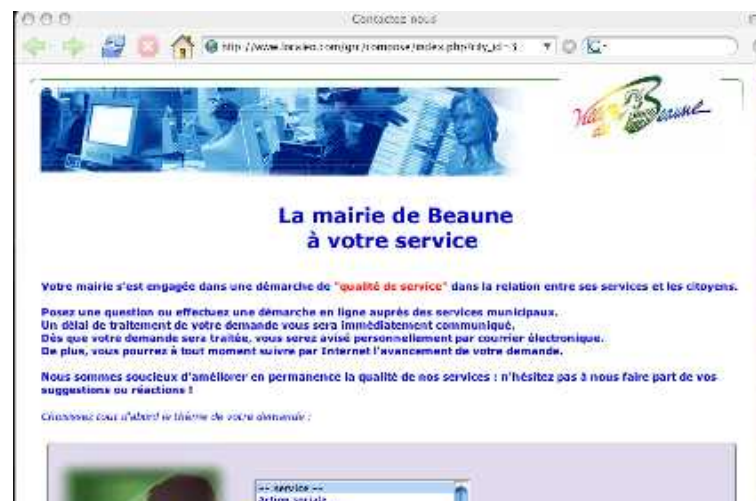 Contactez nous
Ville de Beaune
La mairie de Beaune
à votre service
Votre mairie s'est engagée dans une démarche de "qualité de service" dans la relation entre ses services et les citoyens.
Posez une question ou effectuez une démarche en ligne auprès des services municipaux.
Un délai de traitement de votre demande vous sera immédiatement communiqué.
Dès que votre demande sera traitée, vous serez avisé personnellement par courrier électronique.
De plus, vous pourrez à tout moment suivre par Internet l'avancement de votre demande.
Nous sommes soucieux d'améliorer en permanence la qualité de nos services : n'hésitez pas à nous faire part de vos
suggestions ou réactions !
Choisissez tout d'abord le thème de votre demande :
-- service --
Action sociale